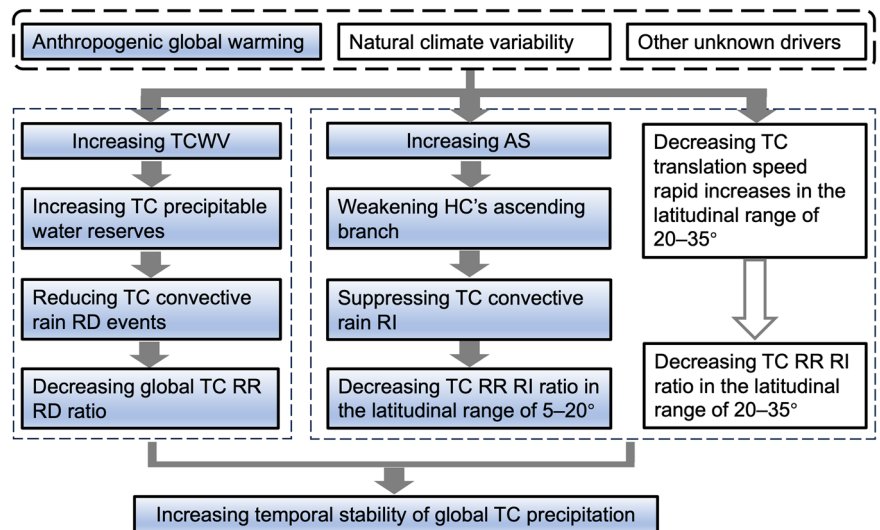 Anthropogenic global warming
Natural climate variability
Other unknown drivers
Increasing TCWV
Increasing TC precipitable
water reserves
Reducing TC convective
rain RD events
Decreasing global TC RR
RD ratio
Increasing AS
Weakening HC's ascending
branch
Suppressing TC convective
rain RI
Decreasing TC RR RI ratio in
the latitudinal range of 5–20°
Decreasing TC
translation speed
rapid increases in the
latitudinal range of
20–35°
Decreasing TC RR RI
ratio in the latitudinal
range of 20–35°
Increasing temporal stability of global TC precipitation